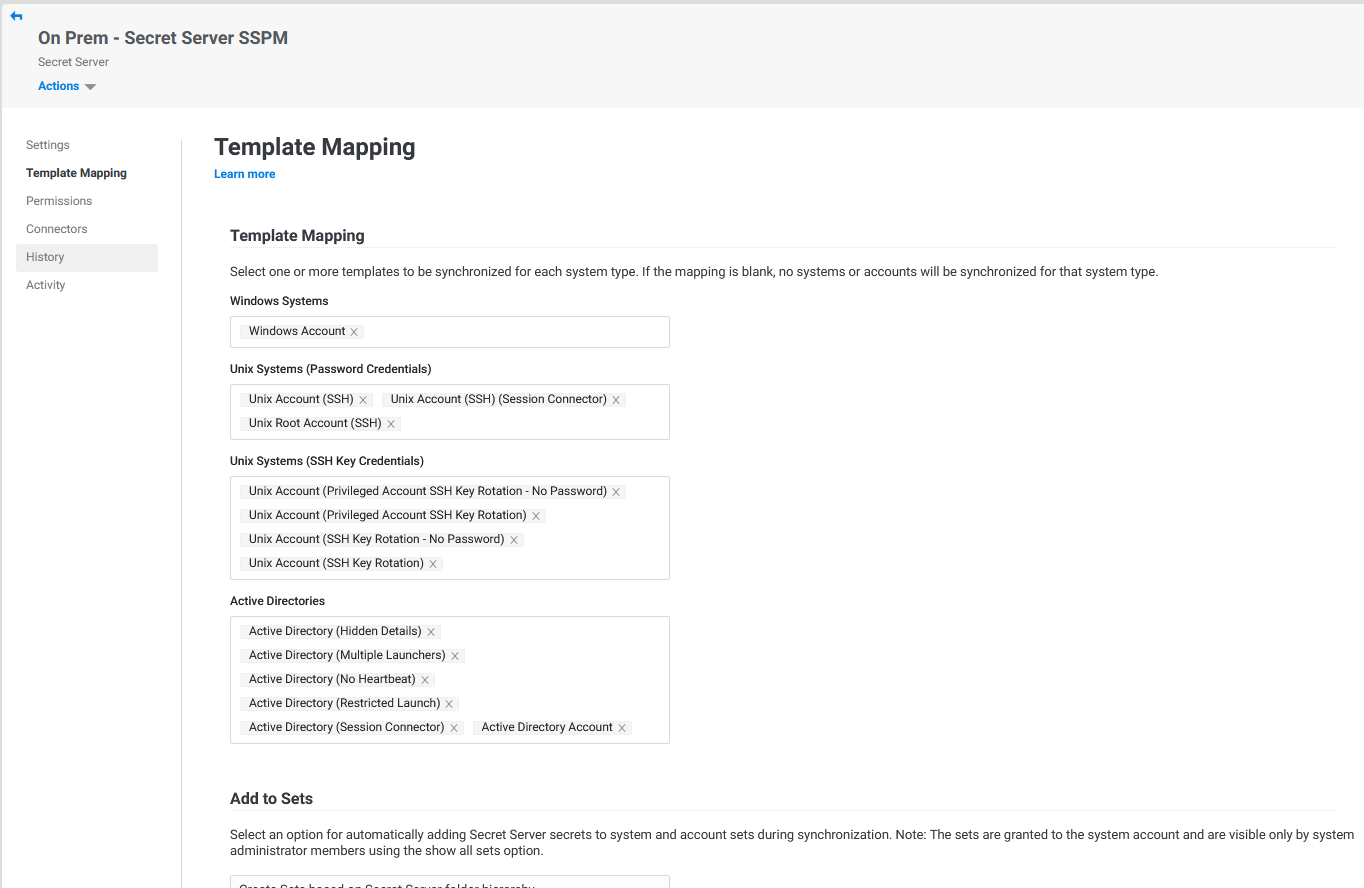 On Prem - Secret Server SSPM
Secret Server
Actions
Settings
Template Mapping
Permissions
Connectors
History
Activity
Template Mapping
Learn more
Template Mapping
Select one or more templates to be synchronized for each system type. If the mapping is blank, no systems or accounts will be synchronized for that system type.
Windows Systems
Windows Account
Unix Systems (Password Credentials)
Unix Account (SSH) Unix Account (SSH) (Session Connector)
Unix Root Account (SSH)
Unix Systems (SSH Key Credentials)
Unix Account (Privileged Account SSH Key Rotation - No Password)
Unix Account (Privileged Account SSH Key Rotation)
Unix Account (SSH Key Rotation - No Password)
Unix Account (SSH Key Rotation)
Active Directories
Active Directory (Hidden Details)
Active Directory (Multiple Launchers)
Active Directory (No Heartbeat)
Active Directory (Restricted Launch)
Active Directory (Session Connector) Active Directory Account
Add to Sets
Select an option for automatically adding Secret Server secrets to system and account sets during synchronization. Note: The sets are granted to the system account and are visible only by system
administrator members using the show all sets option.
Create Sets based on Secret Server folder hierarchy